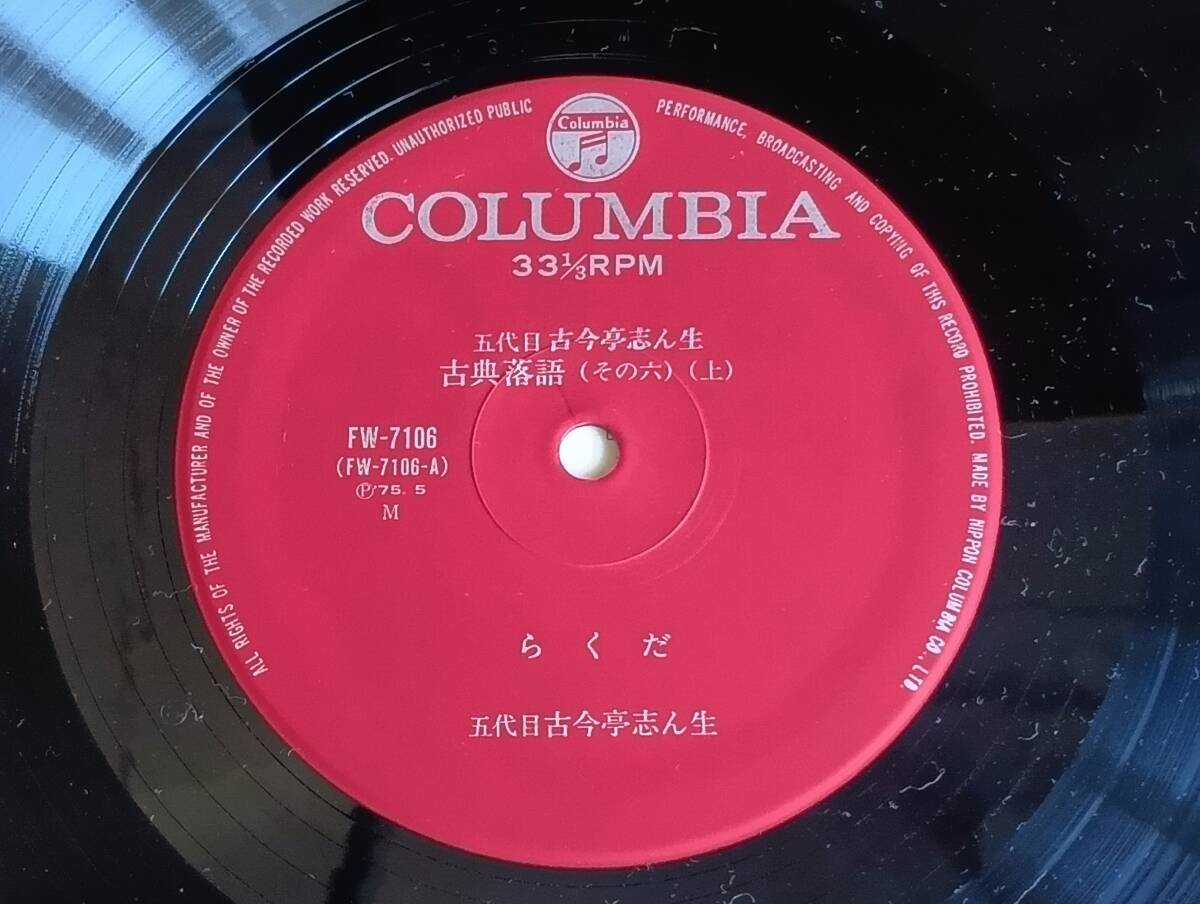 Columbia
ALL RIGHTS OF THE MANUFACTURER AND OF THE OWNER OF THE RECORDED WORK RESERVED. UNAUTHORIZED PUBLIC PERFORMANCE, BROADCASTING AND COPYING OF THIS RECORD PROHIBITED. MADE BY NIPPON COLUMBIA CO., LTD.
COLUMBIA
33⅓RPM
五代目古今亭志ん生
古典落語(その六)(上)
FW-7106
(FW-7106-A)
Ⓟ'75. 5
M
らくだ
五代目古今亭志ん生